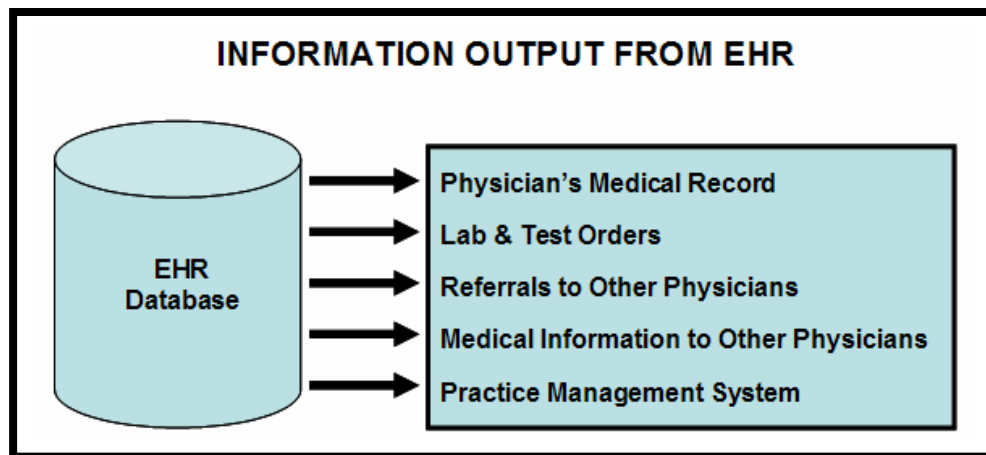 INFORMATION OUTPUT FROM EHR
EHR
Database
Physician's Medical Record
Lab & Test Orders
Referrals to Other Physicians
Medical Information to Other Physicians
Practice Management System